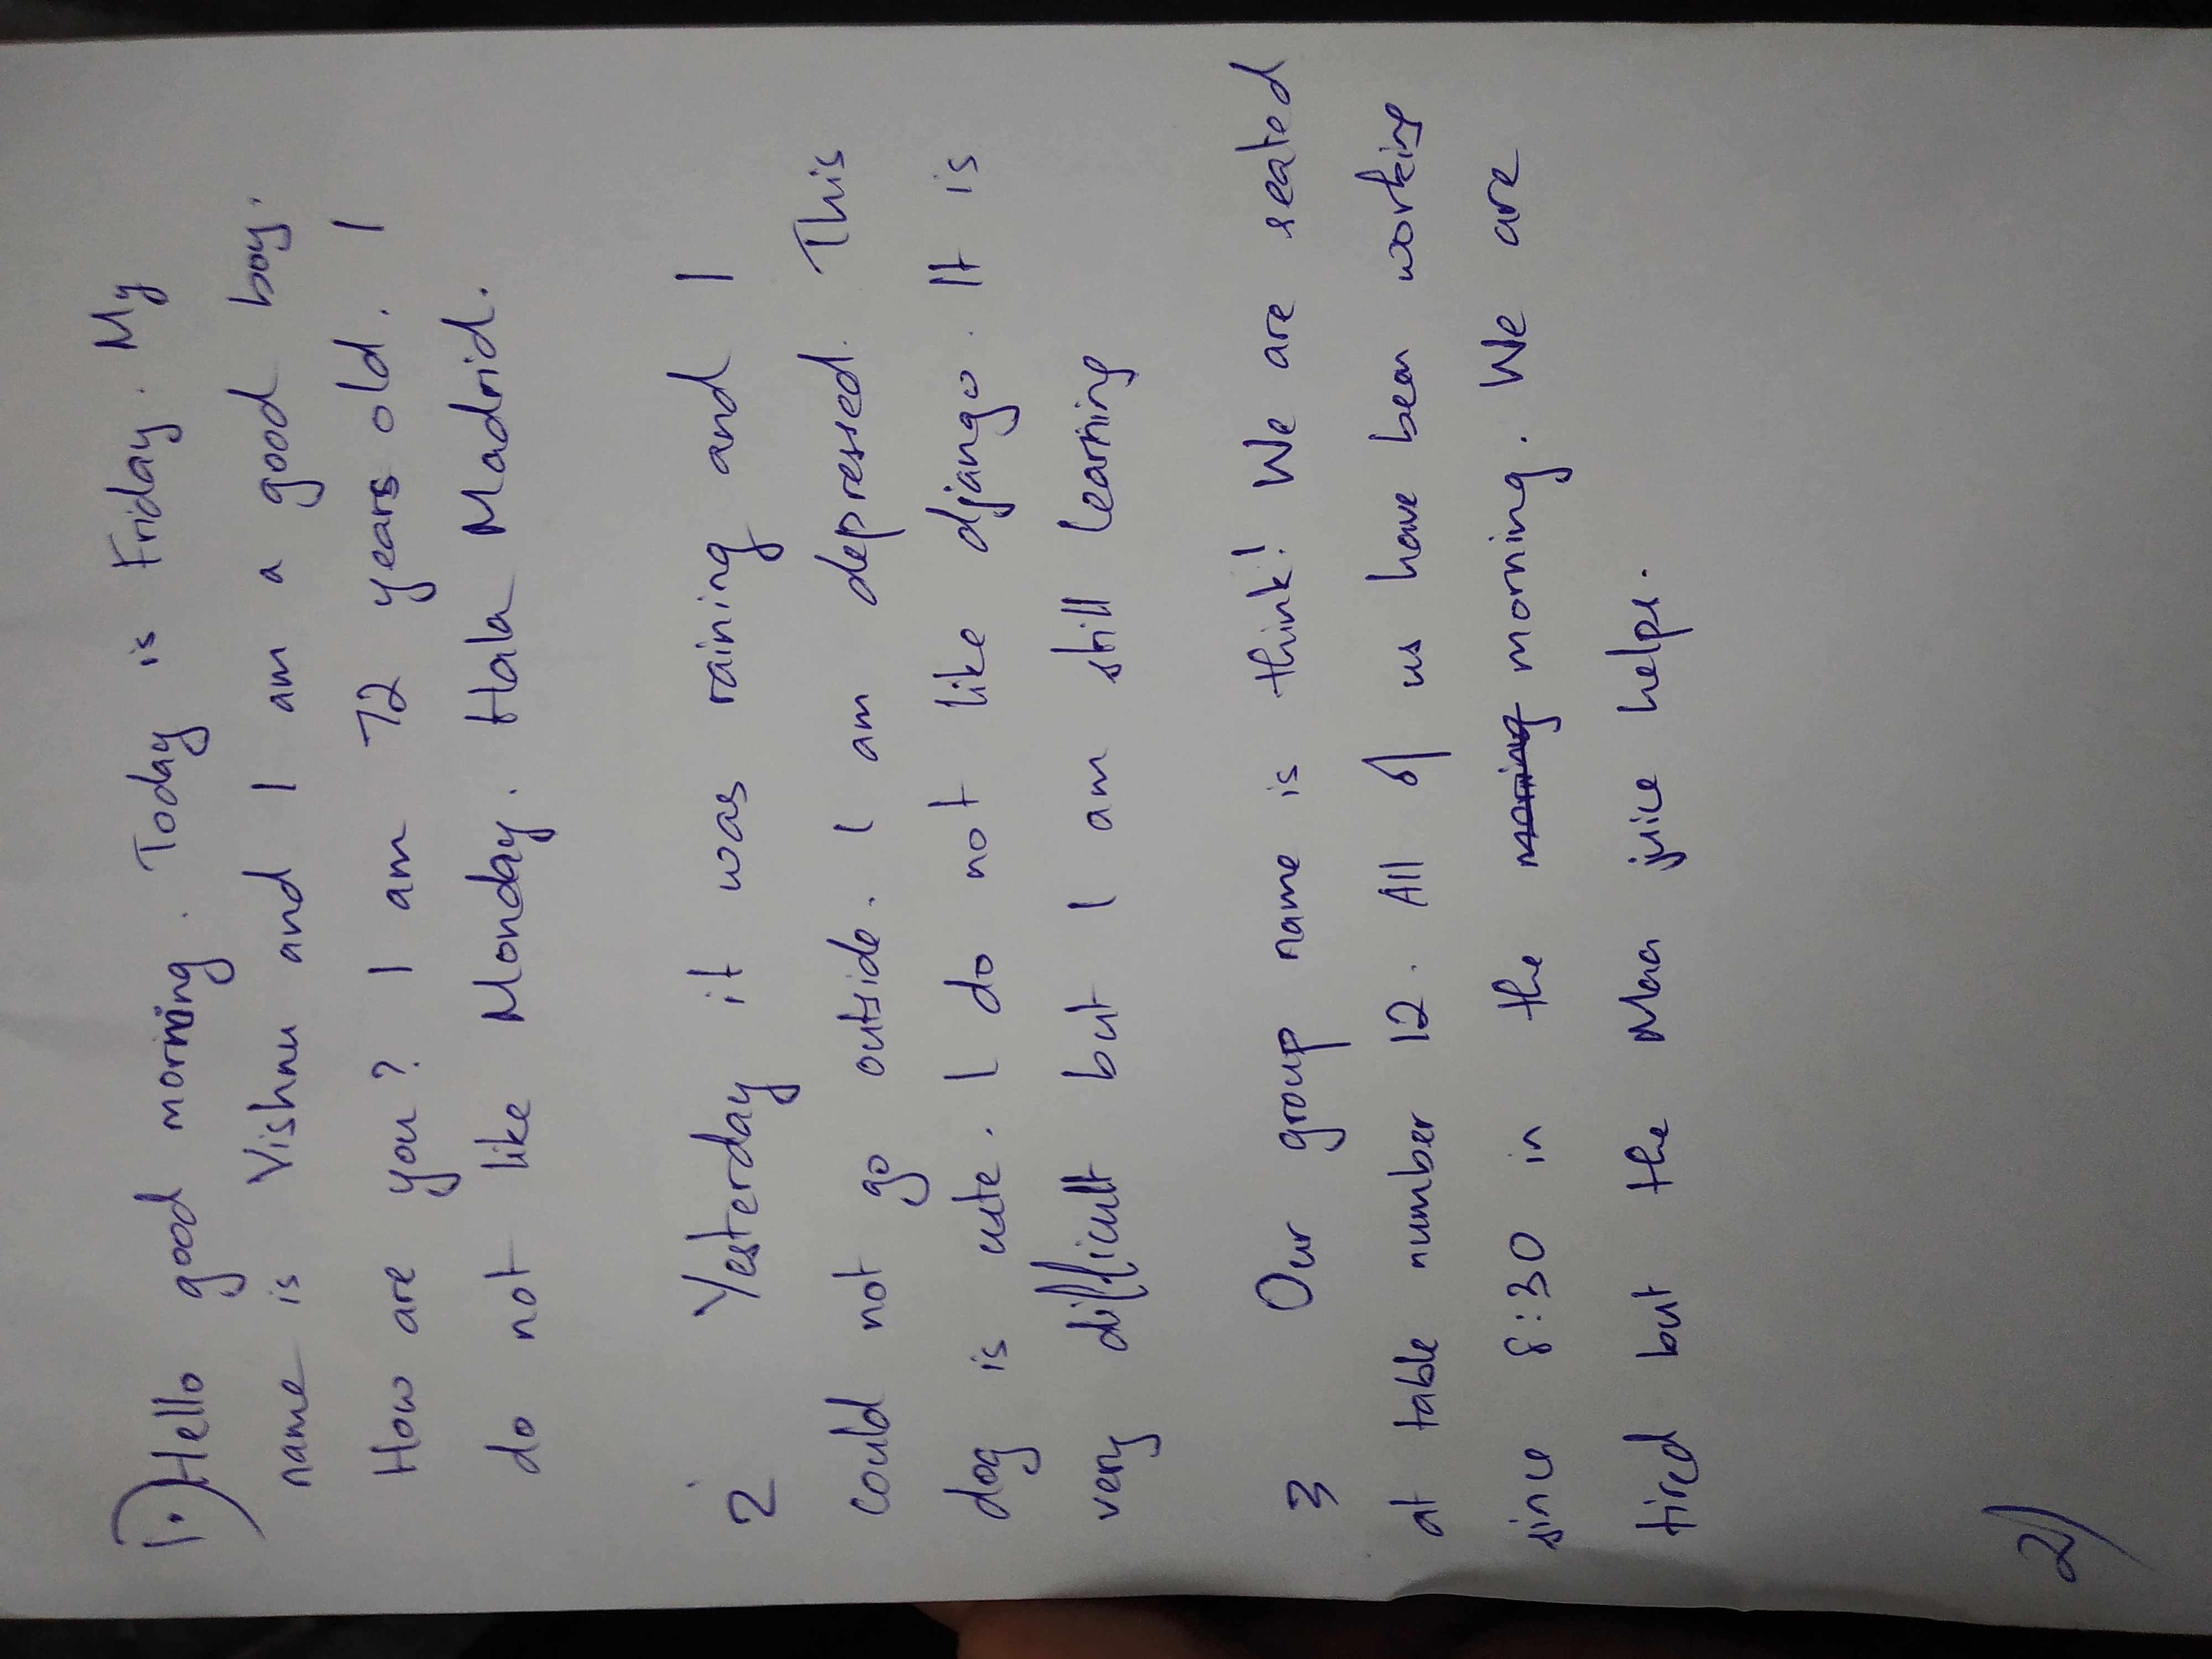 1.) Hello good morning. Today is Friday. My
name is Vishnu and I am a good boy.
How are you? I am 72 years old. I
do not like Monday. Hala Madrid.
2 Yesterday it was raining and I
could not go outside. I am depressed. This
dog is cute. I do not like django. It is
very difficult but I am still learning
3 Our group name is think! We are seated
at table number 12. All of us have been working
since 8:30 in the moring morning. We are
tired but the Maa juice helps.
2)